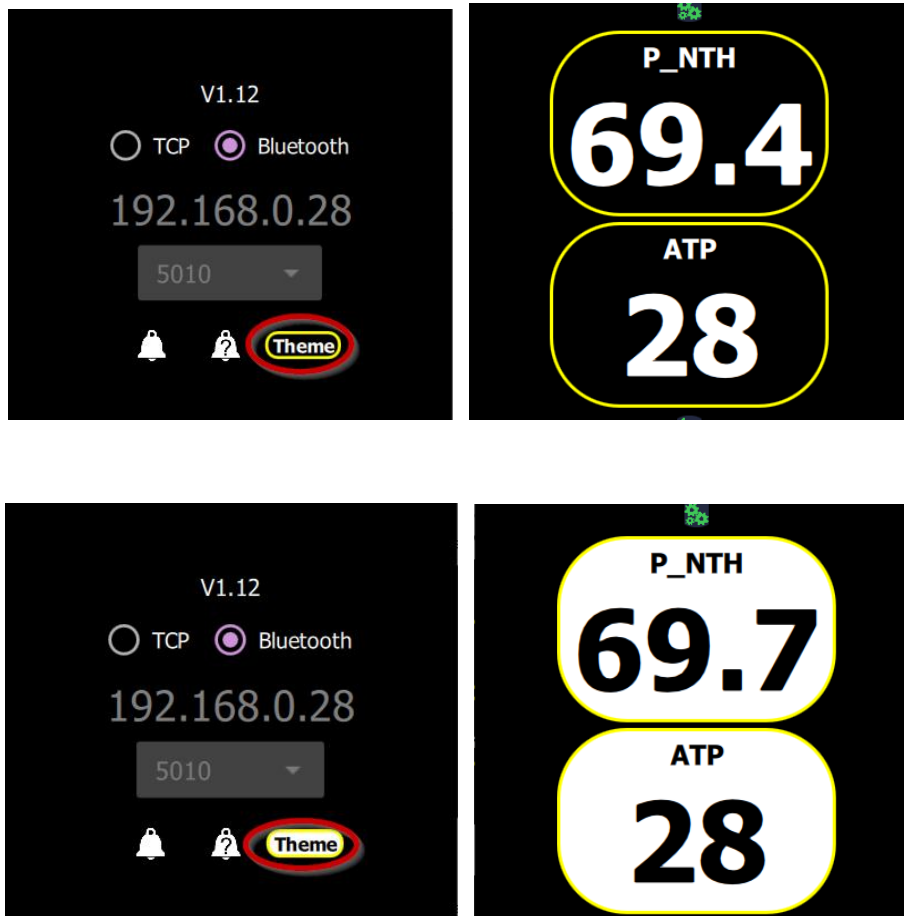 V1.12
TCP Bluetooth
192.168.0.28
5010
? Theme
P_NTH
69.4
ATP
28
V1.12
TCP Bluetooth
192.168.0.28
5010
? Theme
P_NTH
69.7
ATP
28